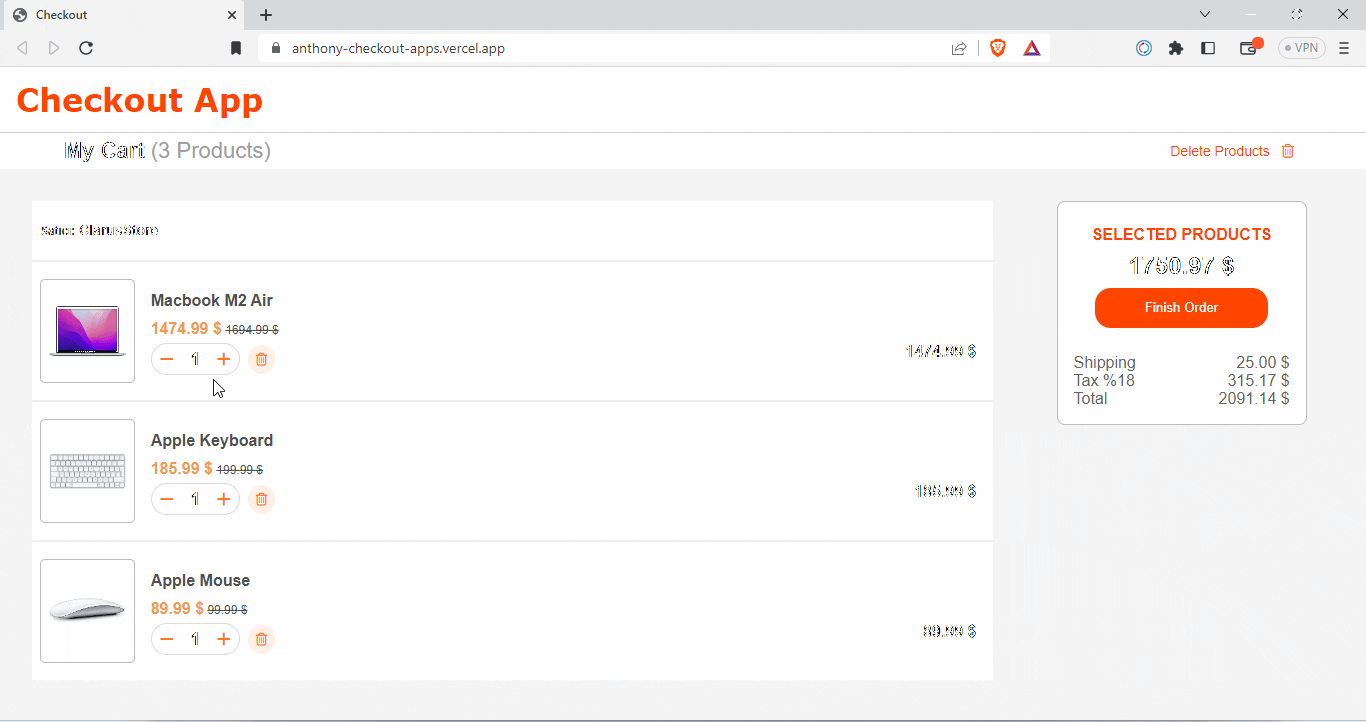 Checkout
anthony-checkout-apps.vercel.app
VPN
Checkout App
My Cart (3 Products)
Delete Products
Satıcı: ClarusStore
Macbook M2 Air
1474.99 $ 1694.99 $
1
1474.99 $
Apple Keyboard
185.99 $ 199.99 $
1
185.99 $
Apple Mouse
89.99 $ 99.99 $
1
89.99 $
SELECTED PRODUCTS
1750.97 $
Finish Order
Shipping 25.00 $
Tax %18 315.17 $
Total 2091.14 $